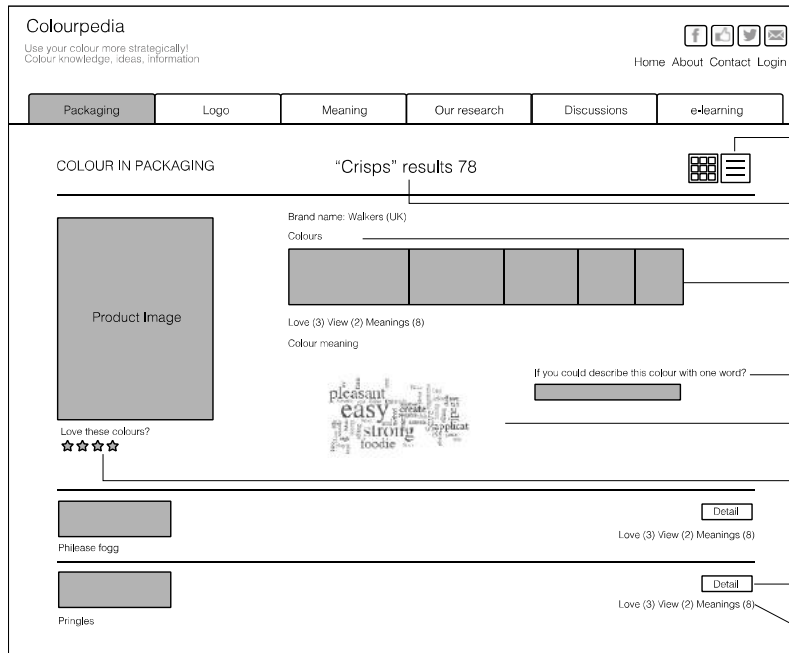 Colourpedia
Use your colour more strategically!
Colour knowledge, ideas, information
Home About Contact Login
Packaging Logo Meaning Our research Discussions e-learning
COLOUR IN PACKAGING
“Crisps” results 78
Brand name: Walkers (UK)
Colours
Product Image
Love (3) View (2) Meanings (8)
Colour meaning
If you could describe this colour with one word?
pleasant
easy
create
strong
applicat
foodie
Love these colours?
Detail
Love (3) View (2) Meanings (8)
Philease fogg
Detail
Love (3) View (2) Meanings (8)
Pringles